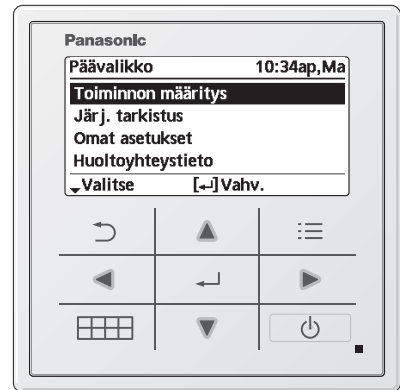 Panasonic
Päävalikko 10:34ap,Ma
Toiminnon määritys
Järj. tarkistus
Omat asetukset
Huoltoyhteystieto
Valitse [↵]Vahv.